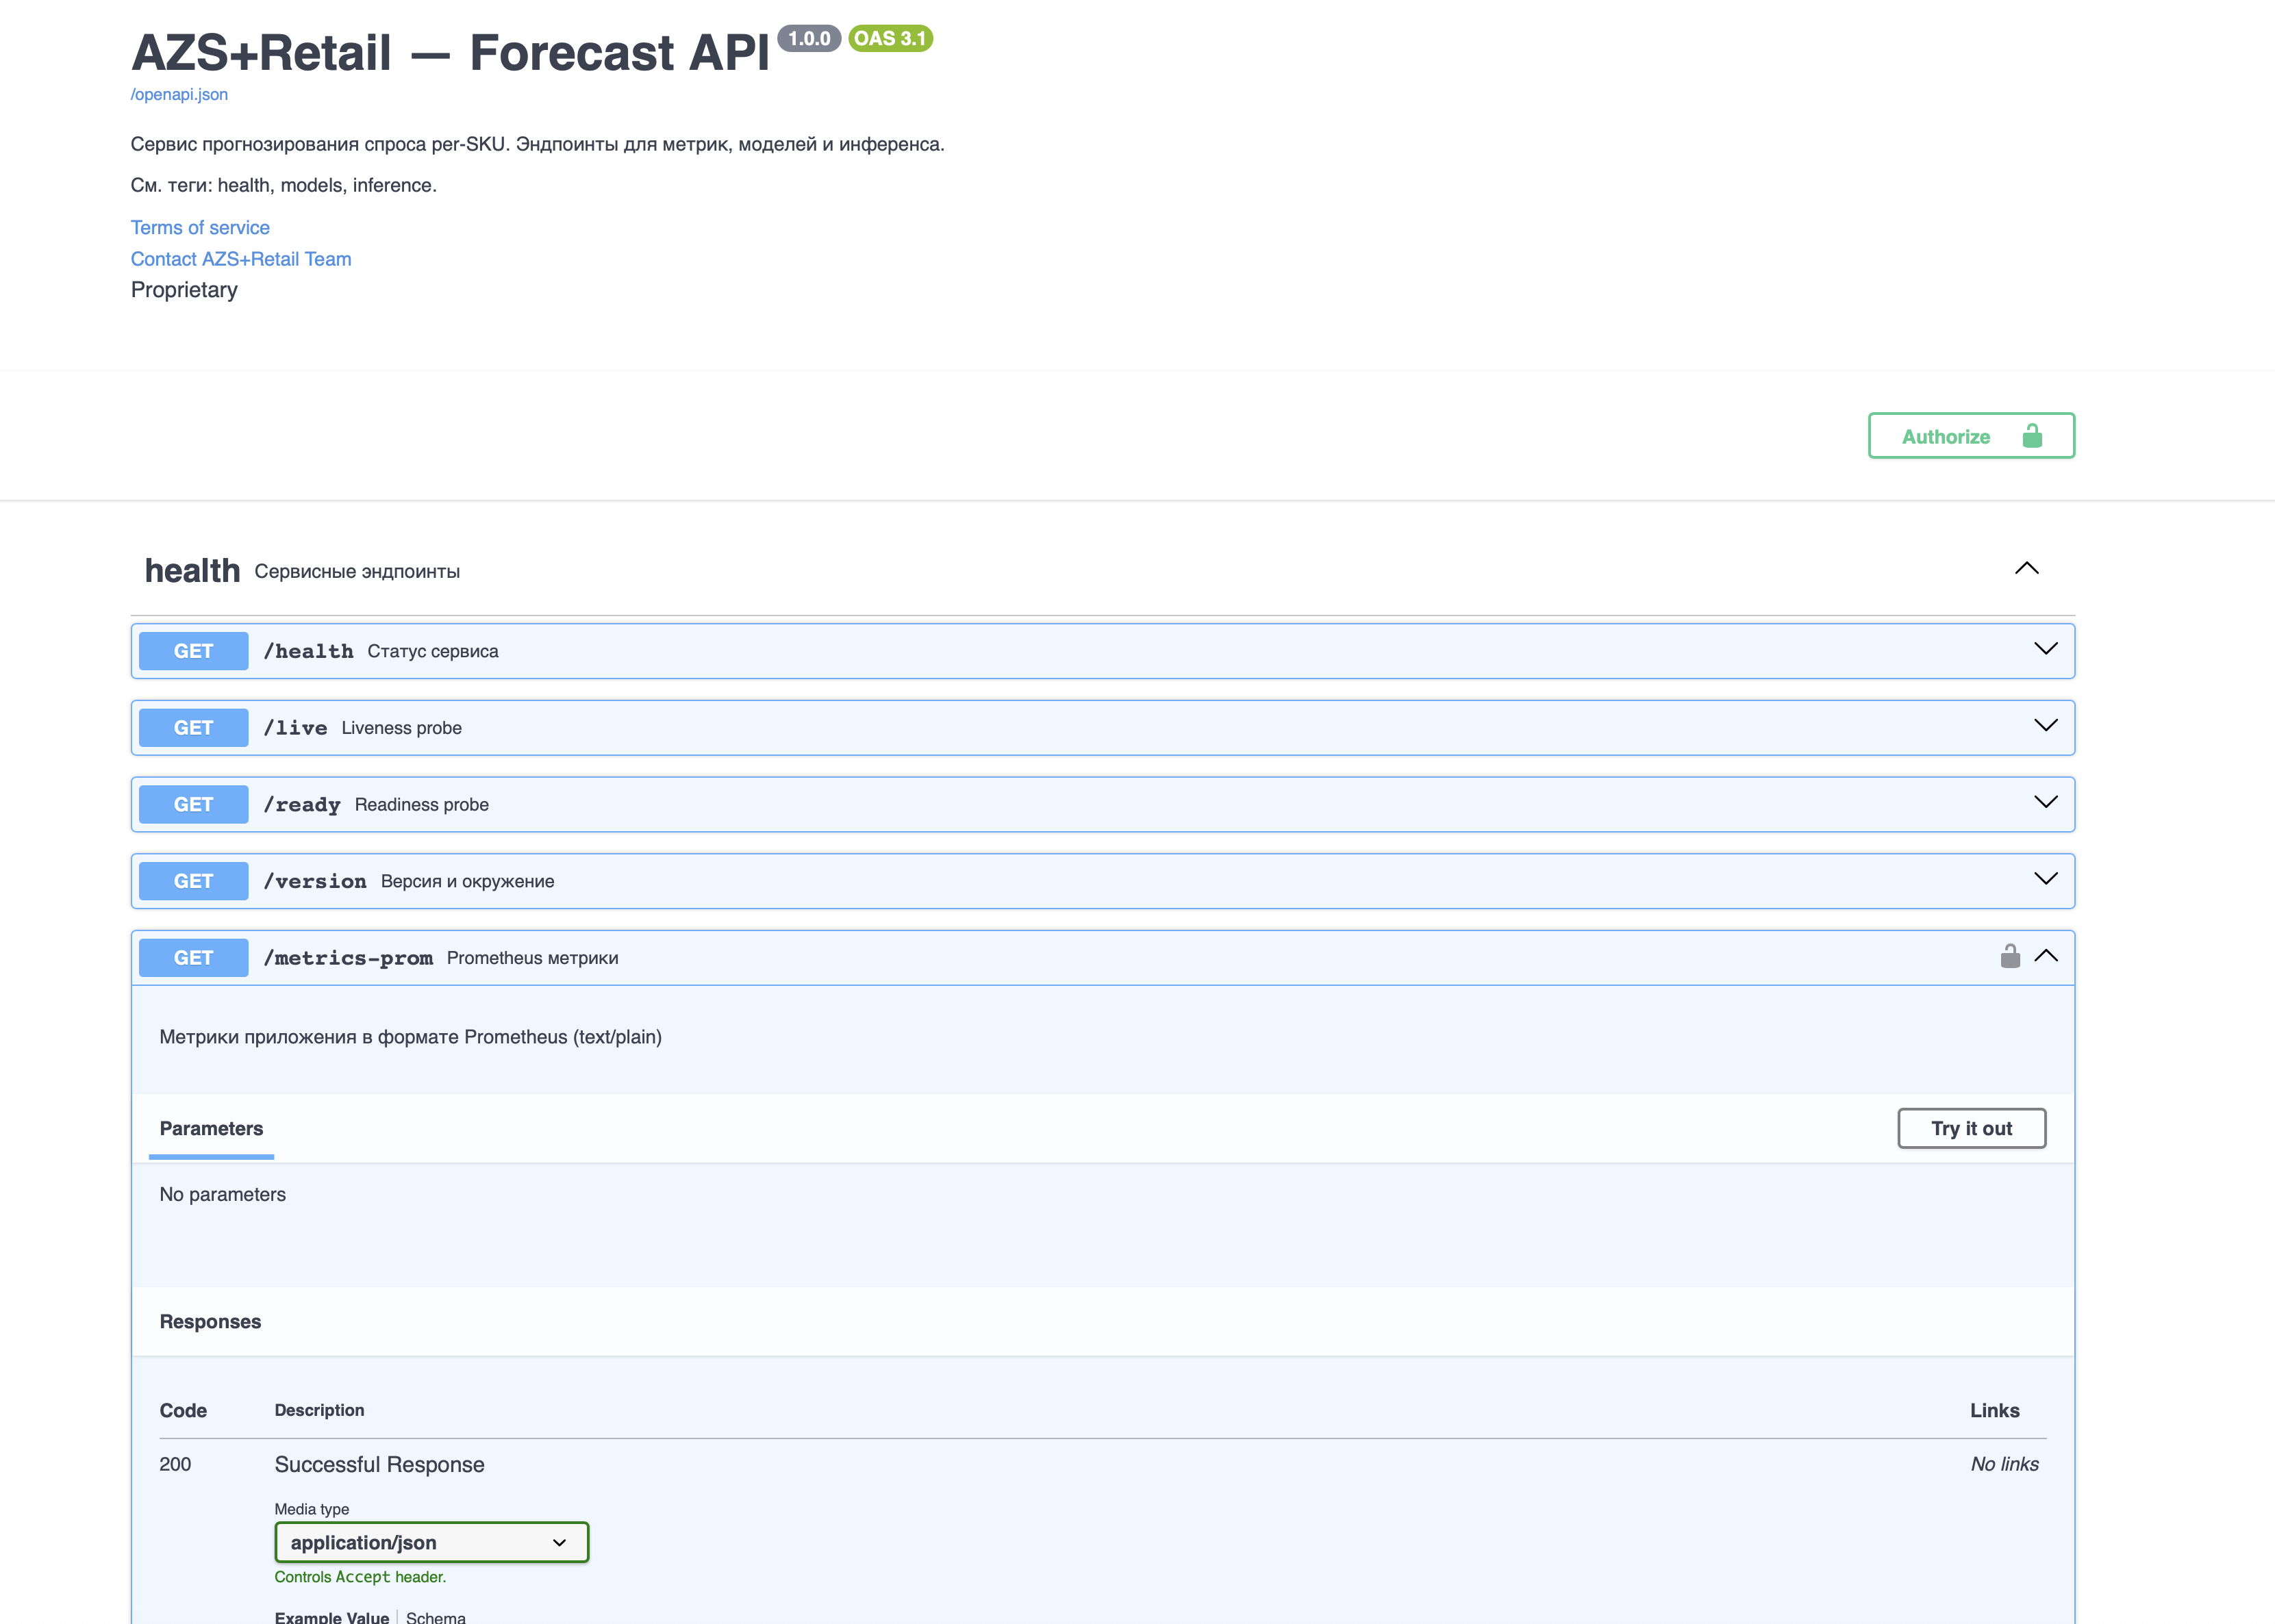 AZS+Retail — Forecast API 1.0.0 OAS 3.1
/openapi.json
Сервис прогнозирования спроса per-SKU. Эндпоинты для метрик, моделей и инференса.
См. теги: health, models, inference.
Terms of service
Contact AZS+Retail Team
Proprietary
Authorize
health Сервисные эндпоинты
GET /health Статус сервиса
GET /live Liveness probe
GET /ready Readiness probe
GET /version Версия и окружение
GET /metrics-prom Prometheus метрики
Метрики приложения в формате Prometheus (text/plain)
Parameters Try it out
No parameters
Responses
Code Description Links
200 Successful Response No links
Media type
application/json
Controls Accept header.
Example Value Schema